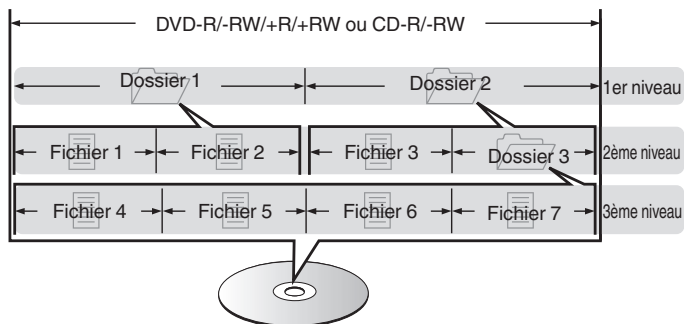 DVD-R/-RW/+R/+RW ou CD-R/-RW
Dossier 1 Dossier 2 1er niveau
Fichier 1 Fichier 2 Fichier 3 Dossier 3 2ème niveau
Fichier 4 Fichier 5 Fichier 6 Fichier 7 3ème niveau